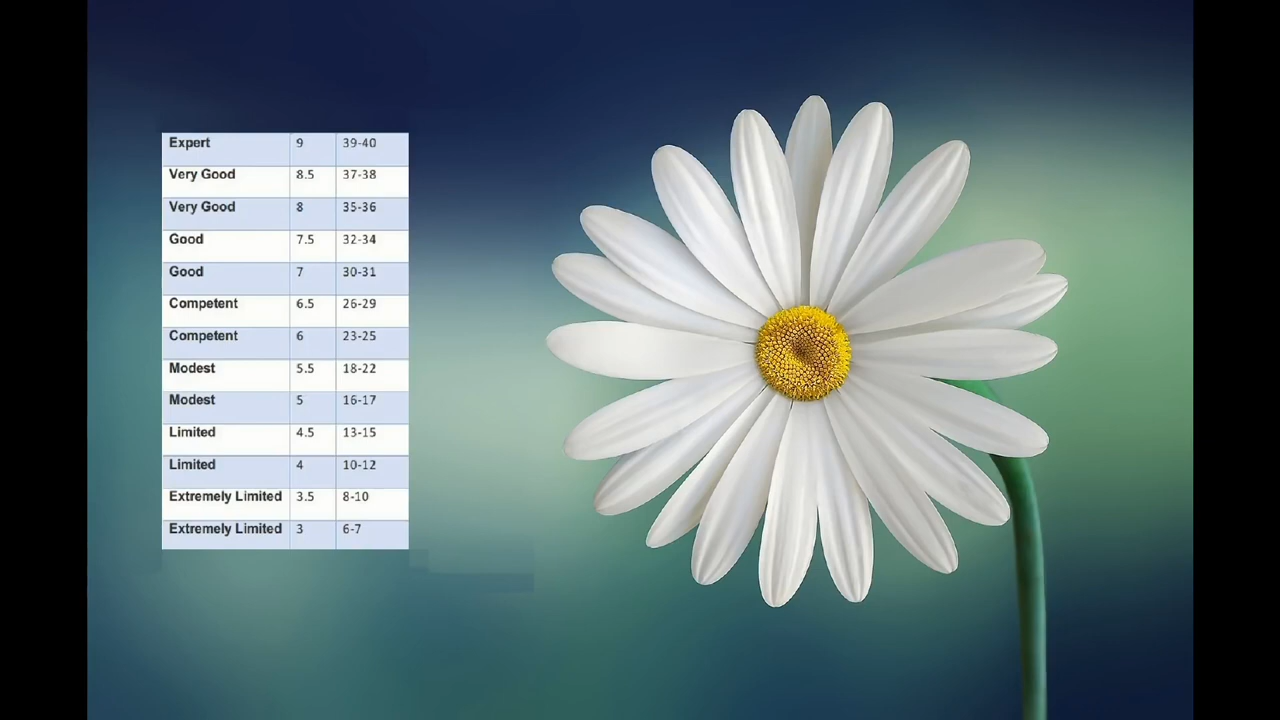 Expert 9 39-40
Very Good 8.5 37-38
Very Good 8 35-36
Good 7.5 32-34
Good 7 30-31
Competent 6.5 26-29
Competent 6 23-25
Modest 5.5 18-22
Modest 5 16-17
Limited 4.5 13-15
Limited 4 10-12
Extremely Limited 3.5 8-10
Extremely Limited 3 6-7